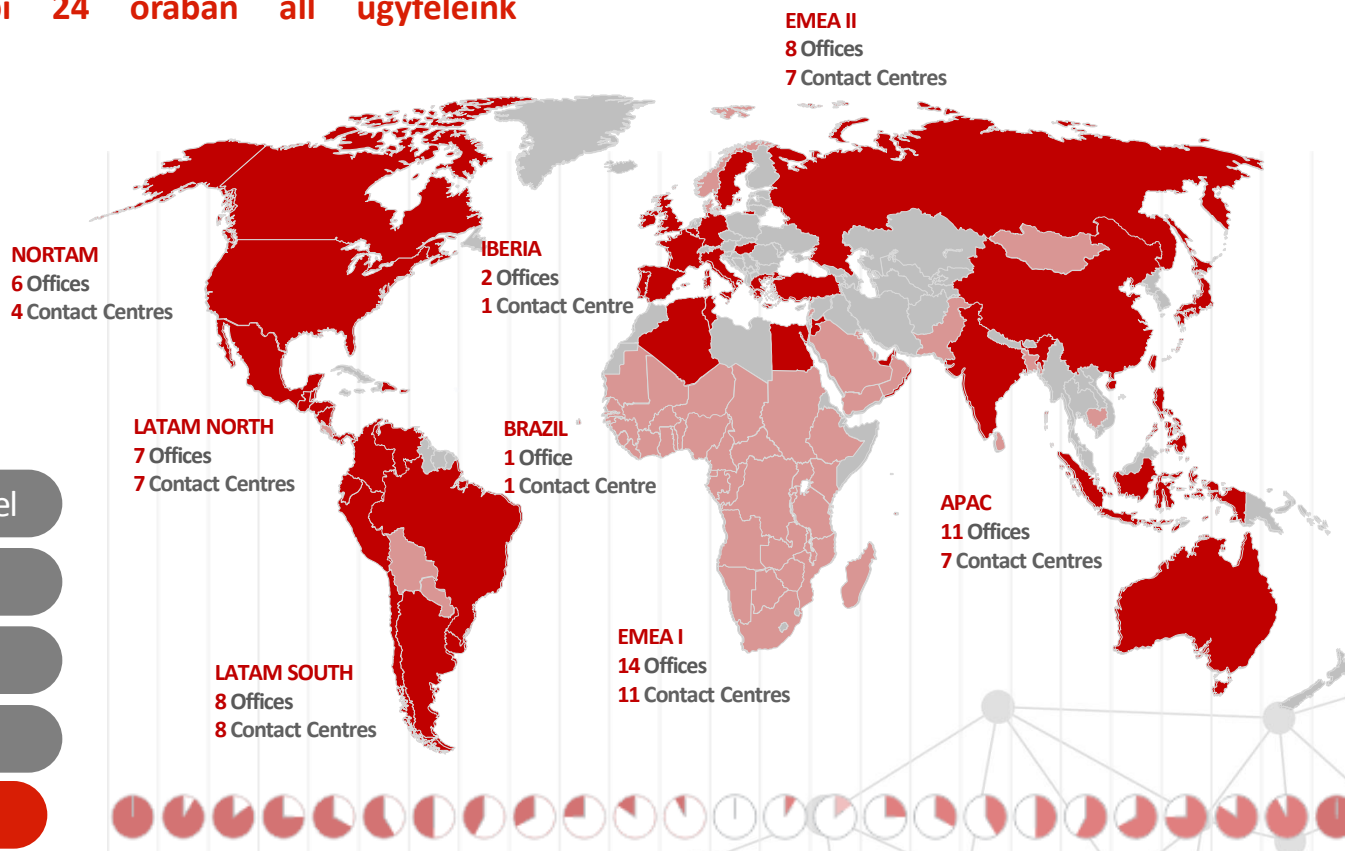 24 órában áll ügyfeleink
EMEA II
8 Offices
7 Contact Centres
NORTAM
6 Offices
4 Contact Centres
IBERIA
2 Offices
1 Contact Centre
LATAM NORTH
7 Offices
7 Contact Centres
BRAZIL
1 Office
1 Contact Centre
APAC
11 Offices
7 Contact Centres
EMEA I
14 Offices
11 Contact Centres
LATAM SOUTH
8 Offices
8 Contact Centres